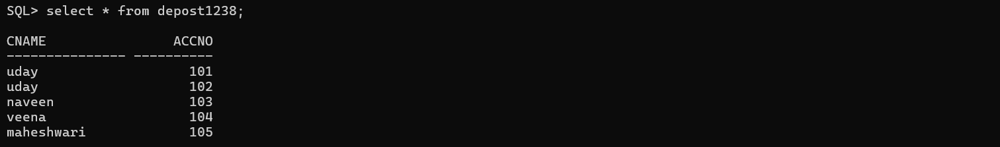 SQL> select * from depost1238;
CNAME                ACCNO
--------------- ----------
uday                   101
uday                   102
naveen                 103
veena                  104
maheshwari             105